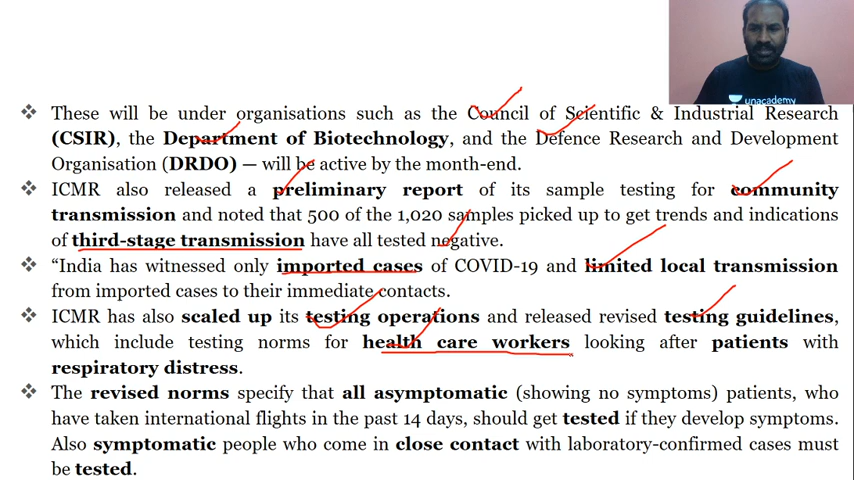 unacademy
❖ These will be under organisations such as the Council of Scientific & Industrial Research
(CSIR), the Department of Biotechnology, and the Defence Research and Development
Organisation (DRDO) — will be active by the month-end.
❖ ICMR also released a preliminary report of its sample testing for community
transmission and noted that 500 of the 1,020 samples picked up to get trends and indications
of third-stage transmission have all tested negative.
❖ “India has witnessed only imported cases of COVID-19 and limited local transmission
from imported cases to their immediate contacts.
❖ ICMR has also scaled up its testing operations and released revised testing guidelines,
which include testing norms for health care workers looking after patients with
respiratory distress.
❖ The revised norms specify that all asymptomatic (showing no symptoms) patients, who
have taken international flights in the past 14 days, should get tested if they develop symptoms.
Also symptomatic people who come in close contact with laboratory-confirmed cases must
be tested.